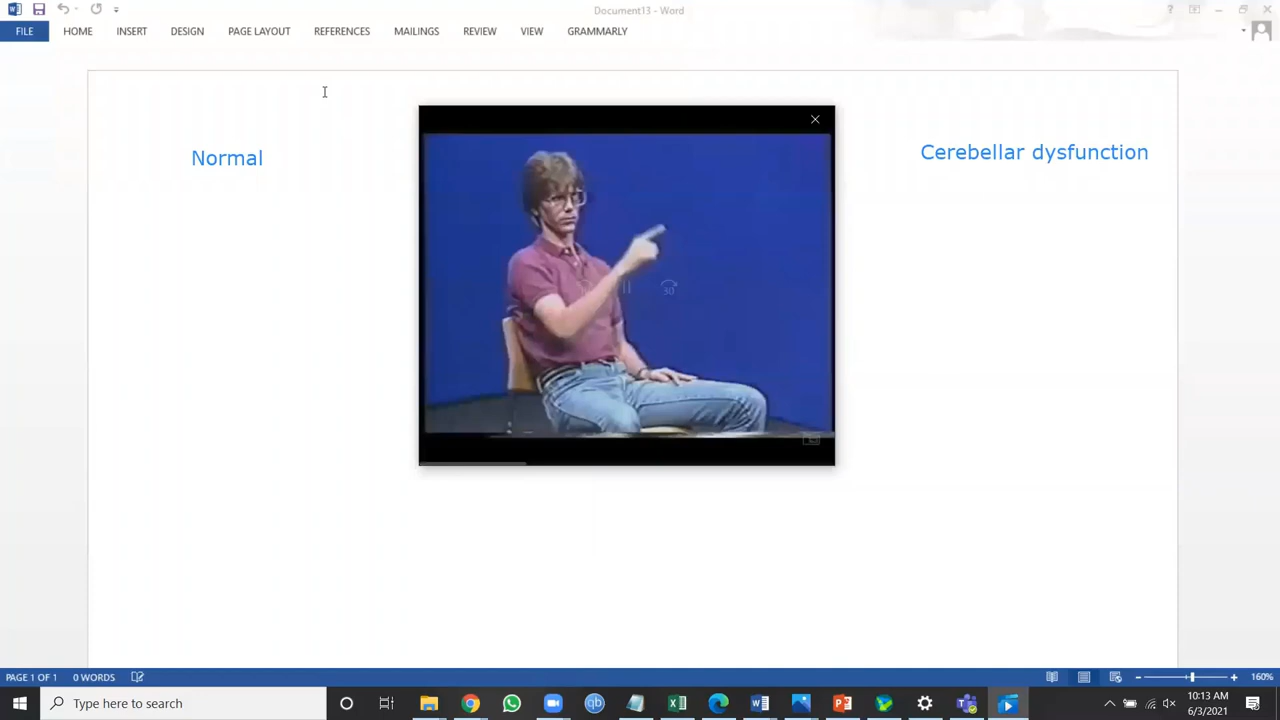 Document13 - Word
FILE HOME INSERT DESIGN PAGE LAYOUT REFERENCES MAILINGS REVIEW VIEW GRAMMARLY
Normal
Cerebellar dysfunction
30
PAGE 1 OF 1 0 WORDS 160%
Type here to search
10:13 AM
6/3/2021